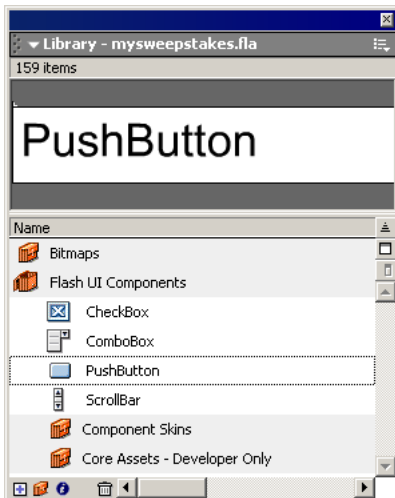 Library - mysweepstakes.fla
159 items
PushButton
Name
Bitmaps
Flash UI Components
CheckBox
ComboBox
PushButton
ScrollBar
Component Skins
Core Assets - Developer Only